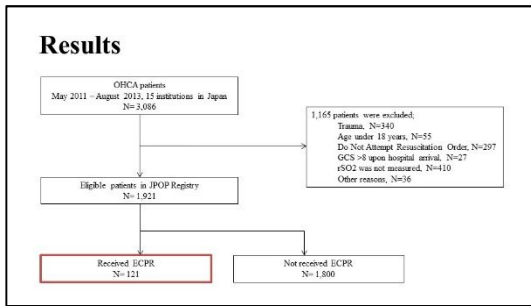 Results
OHCA patients
May 2011 – August 2013, 15 institutions in Japan
N= 3,086
1,165 patients were excluded;
Trauma, N=340
Age under 18 years, N=55
Do Not Attempt Resuscitation Order, N=297
GCS >8 upon hospital arrival, N=27
rSO2 was not measured, N=410
Other reasons, N=36
Eligible patients in JPOP Registry
N= 1,921
Received ECPR
N= 121
Not received ECPR
N= 1,800